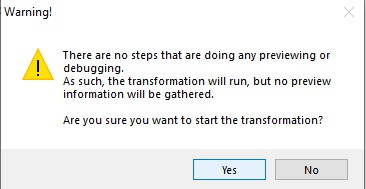 Warning!
There are no steps that are doing any previewing or
debugging.
As such, the transformation will run, but no preview
information will be gathered.
Are you sure you want to start the transformation?
Yes No